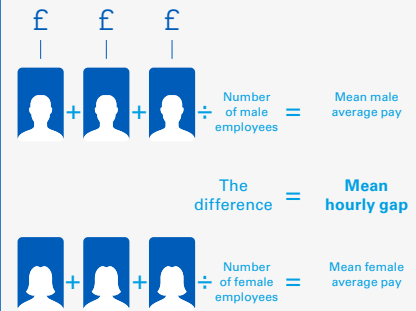 £ £ £
+ + ÷ Number of male employees = Mean male average pay
The difference = Mean hourly gap
+ + ÷ Number of female employees = Mean female average pay